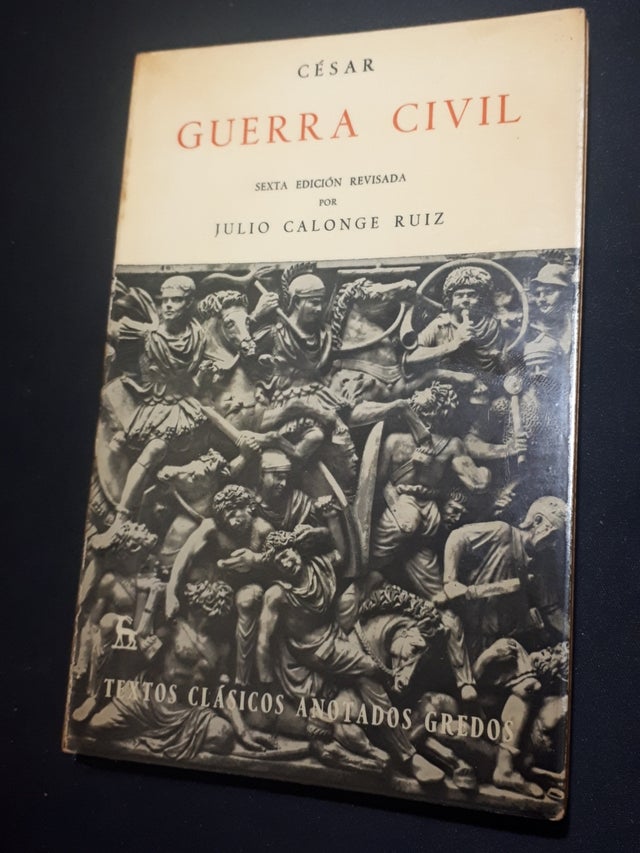 CÉSAR
GUERRA CIVIL
SEXTA EDICIÓN REVISADA
POR
JULIO CALONGE RUIZ
TEXTOS CLÁSICOS ANOTADOS GREDOS